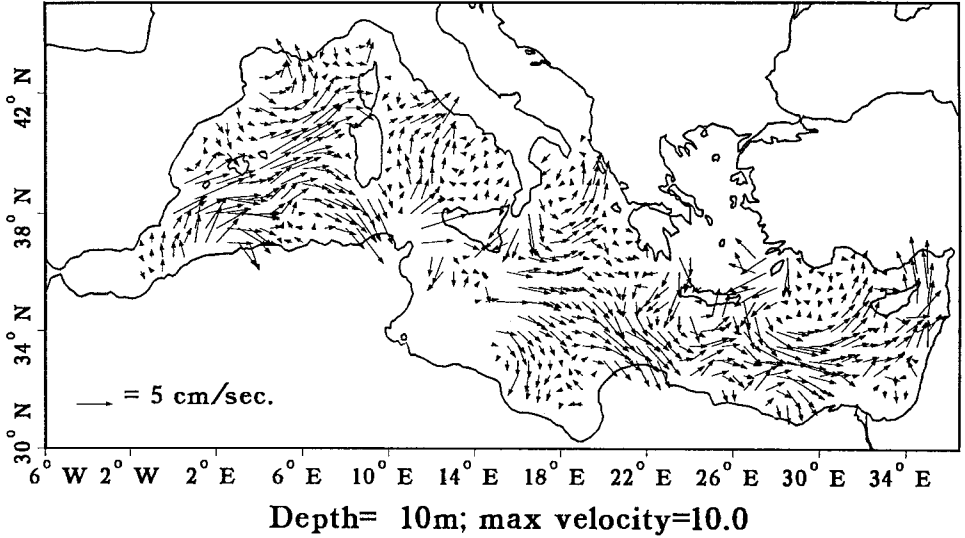 42° N
38° N
34° N
30° N
= 5 cm/sec.
6° W 2° W 2° E 6° E 10° E 14° E 18° E 22° E 26° E 30° E 34° E
Depth= 10m; max velocity=10.0